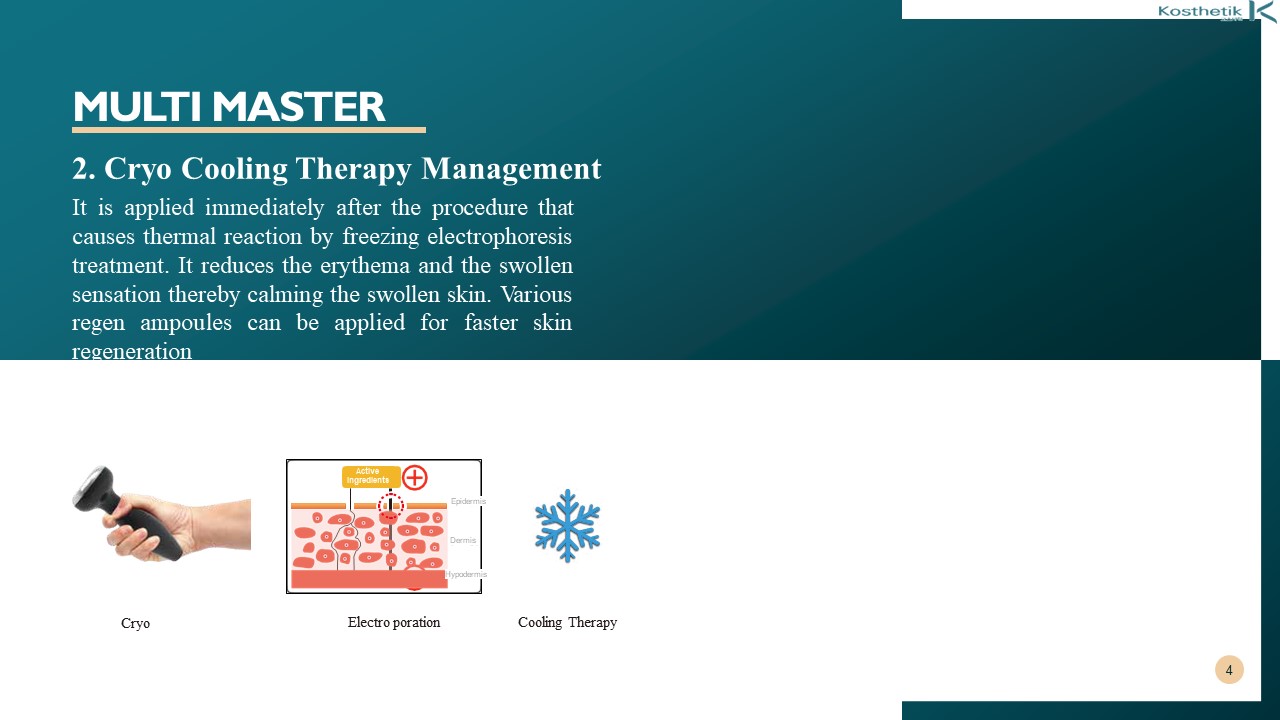 Kosthetik
MULTI MASTER
2. Cryo Cooling Therapy Management
It is applied immediately after the procedure that
causes thermal reaction by freezing electrophoresis
treatment. It reduces the erythema and the swollen
sensation thereby calming the swollen skin. Various
regen ampoules can be applied for faster skin
regeneration
Active
Ingredients
Epidermis
Dermis
Hypodermis
Cryo
Electro poration
Cooling Therapy
4